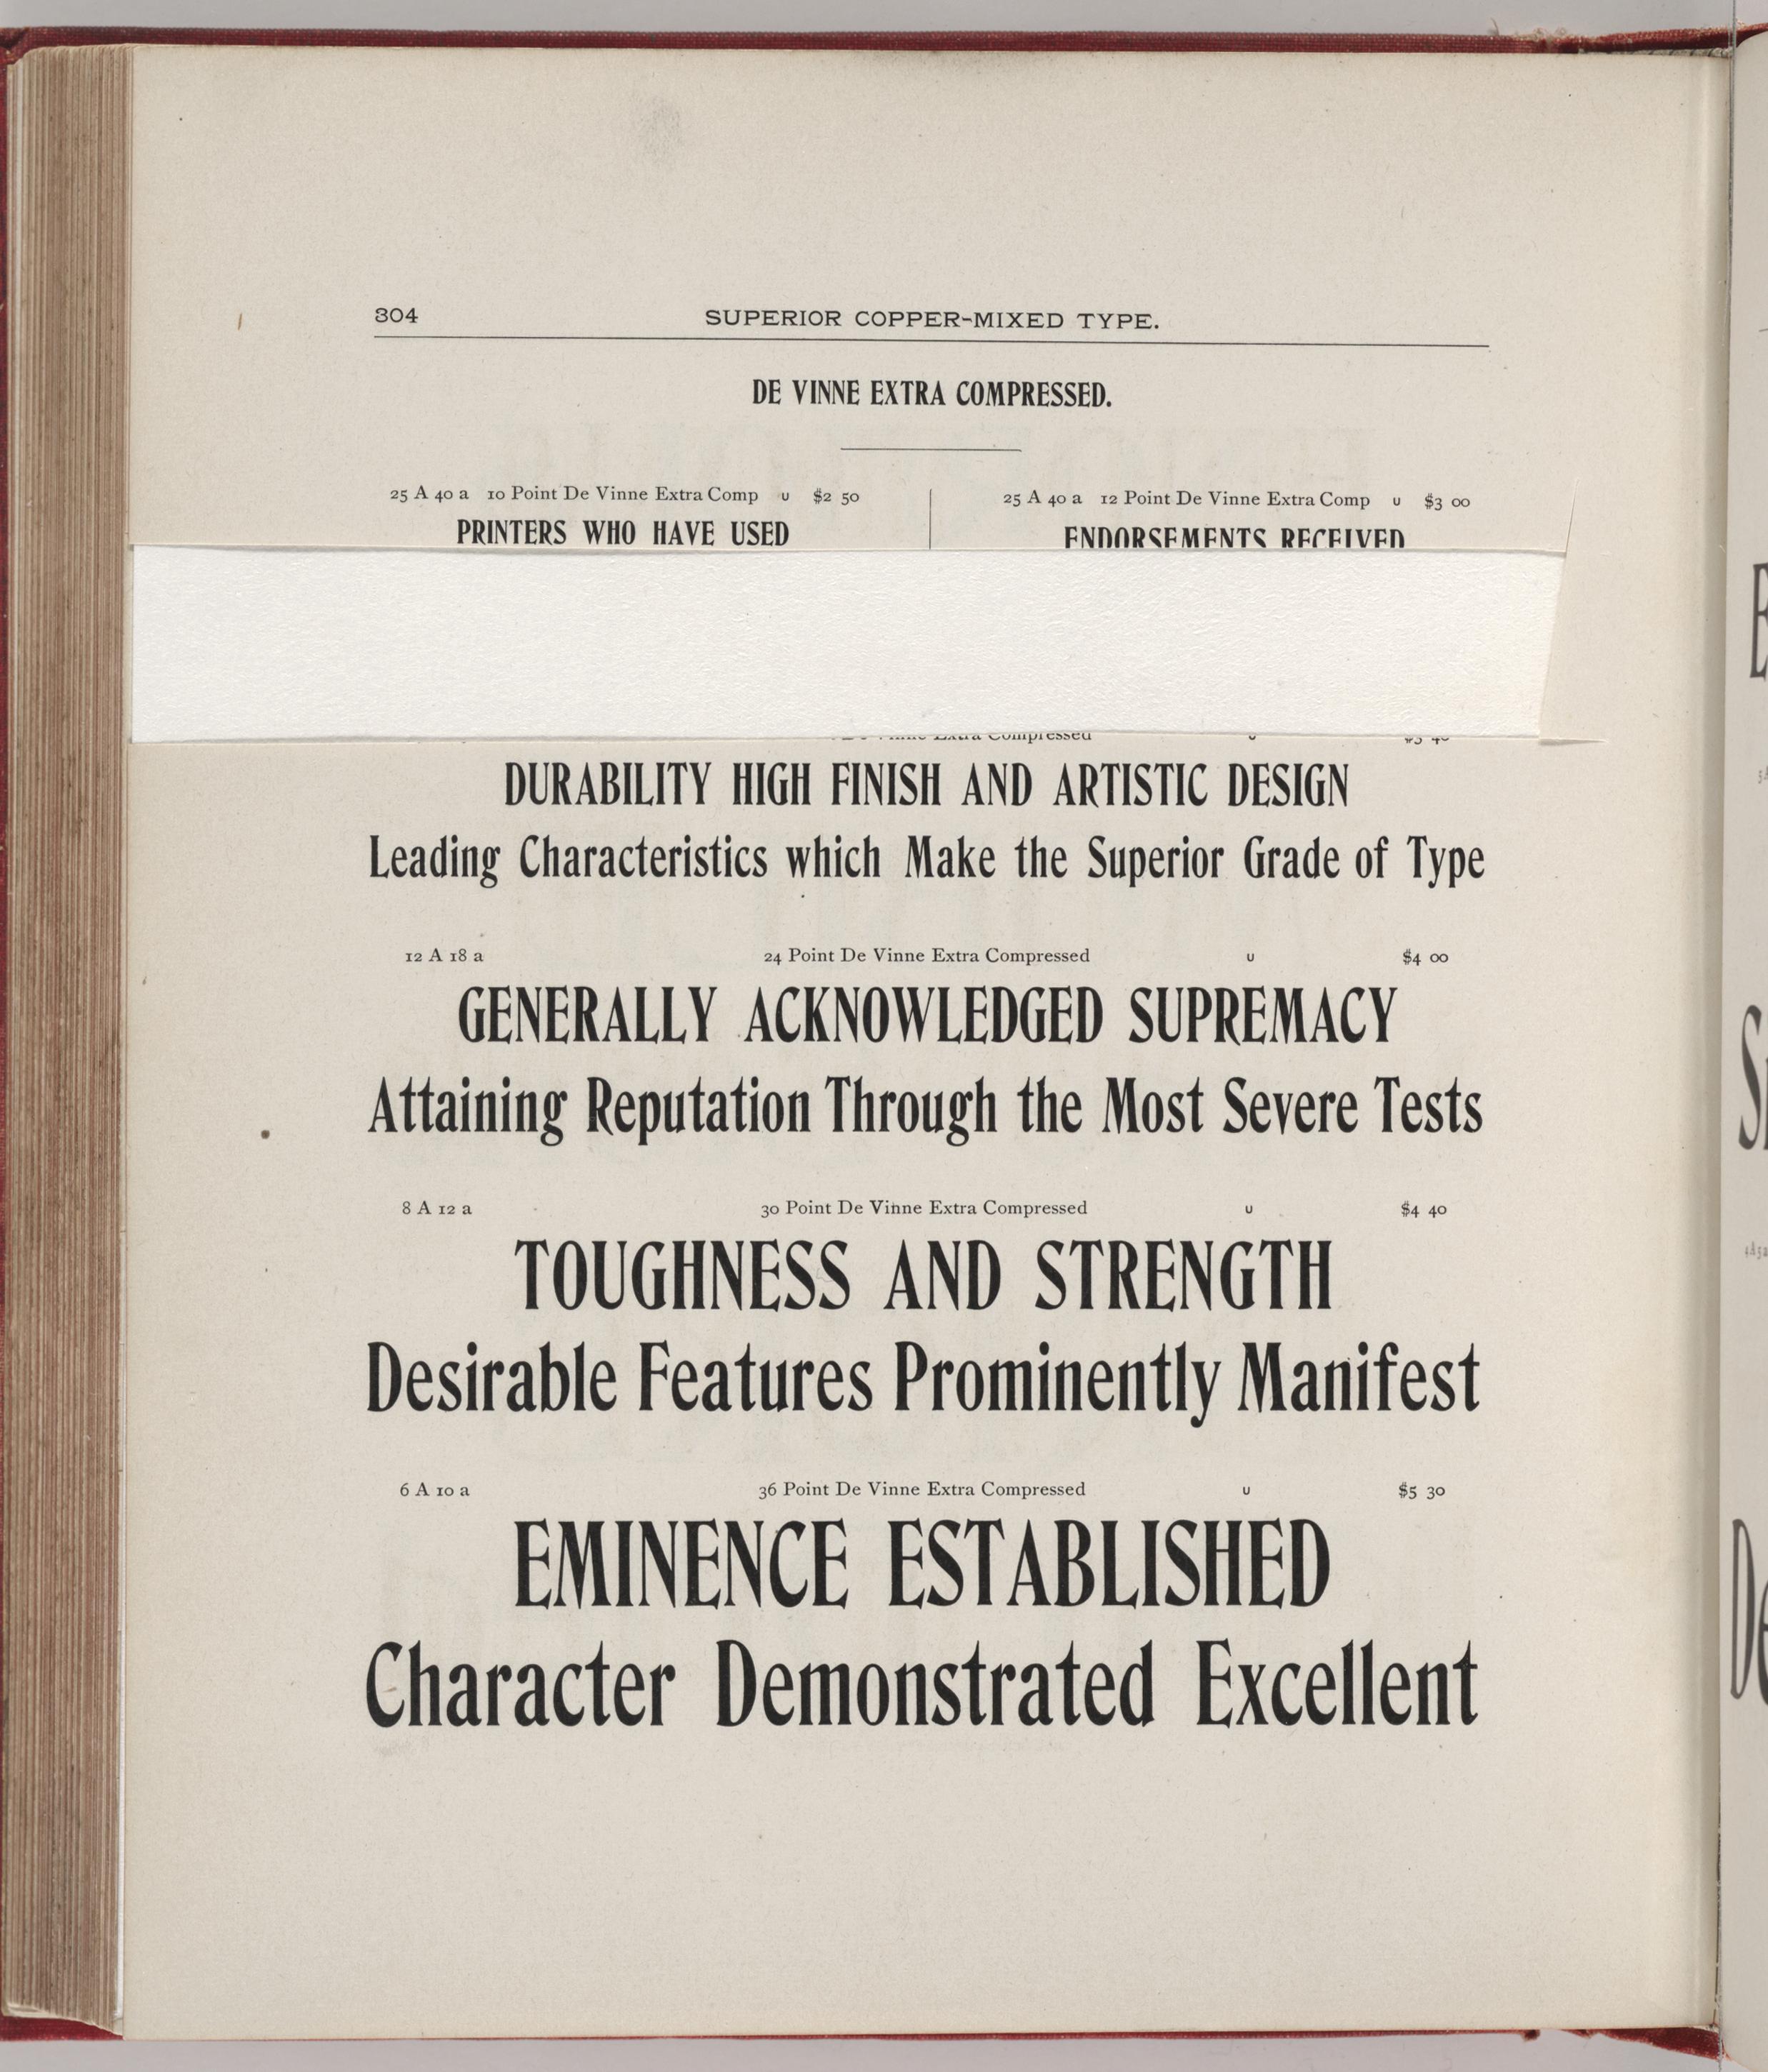 304 SUPERIOR COPPER-MIXED TYPE.
DE VINNE EXTRA COMPRESSED.
25 A 40 a 10 Point De Vinne Extra Comp u $2 50
PRINTERS WHO HAVE USED
25 A 40 a 12 Point De Vinne Extra Comp u $3 00
ENDORSEMENTS RECEIVED
Extra Compressed
DURABILITY HIGH FINISH AND ARTISTIC DESIGN
Leading Characteristics which Make the Superior Grade of Type
12 A 18 a 24 Point De Vinne Extra Compressed u $4 00
GENERALLY ACKNOWLEDGED SUPREMACY
Attaining Reputation Through the Most Severe Tests
8 A 12 a 30 Point De Vinne Extra Compressed u $4 40
TOUGHNESS AND STRENGTH
Desirable Features Prominently Manifest
6 A 10 a 36 Point De Vinne Extra Compressed u $5 30
EMINENCE ESTABLISHED
Character Demonstrated Excellent